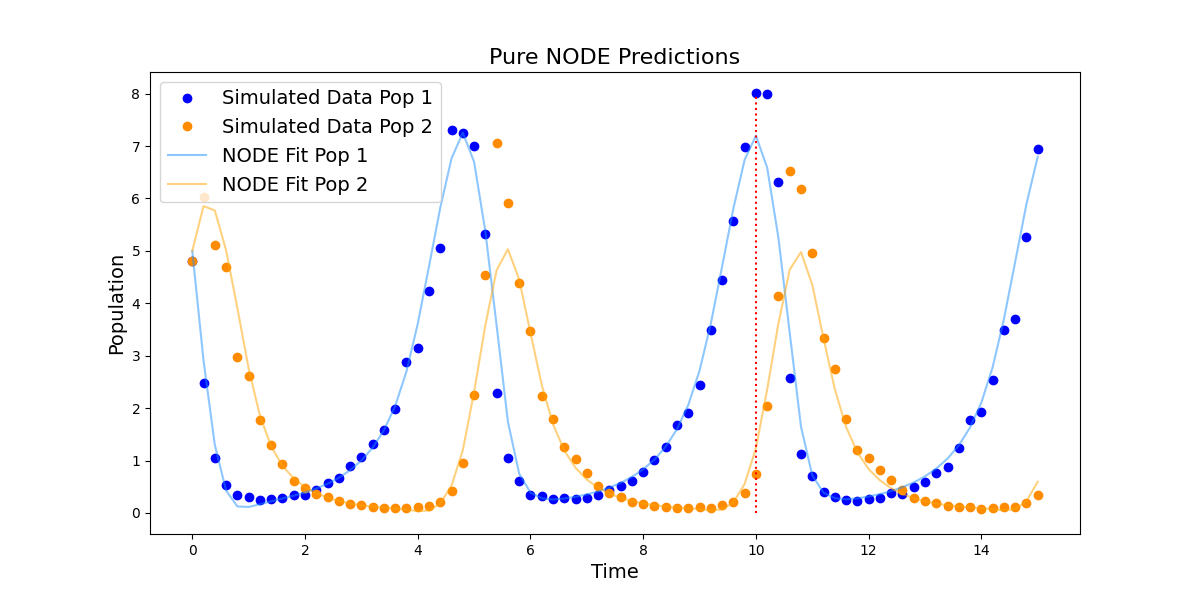 Pure NODE Predictions
Simulated Data Pop 1
Simulated Data Pop 2
NODE Fit Pop 1
NODE Fit Pop 2
Population
8
7
6
5
4
3
2
1
0
0 2 4 6 8 10 12 14
Time